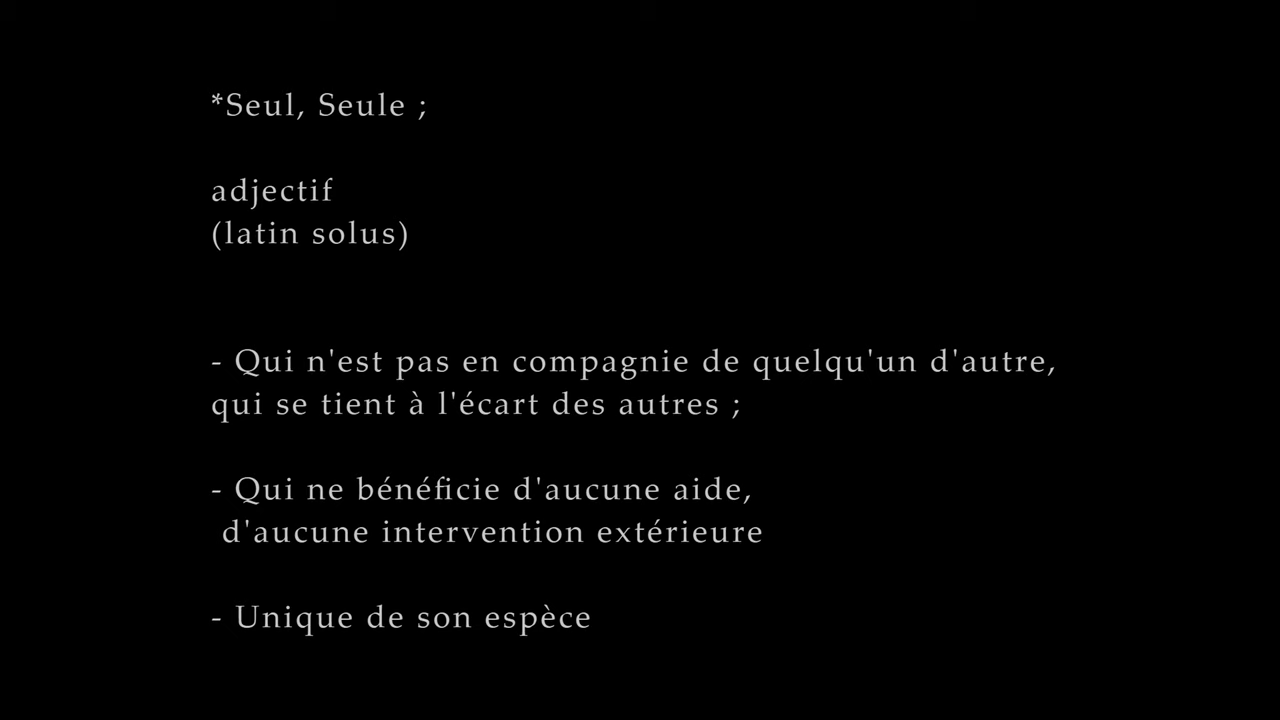 *Seul, Seule ;
adjectif
(latin solus)
- Qui n'est pas en compagnie de quelqu'un d'autre,
qui se tient à l'écart des autres ;
- Qui ne bénéficie d'aucune aide,
d'aucune intervention extérieure
- Unique de son espèce